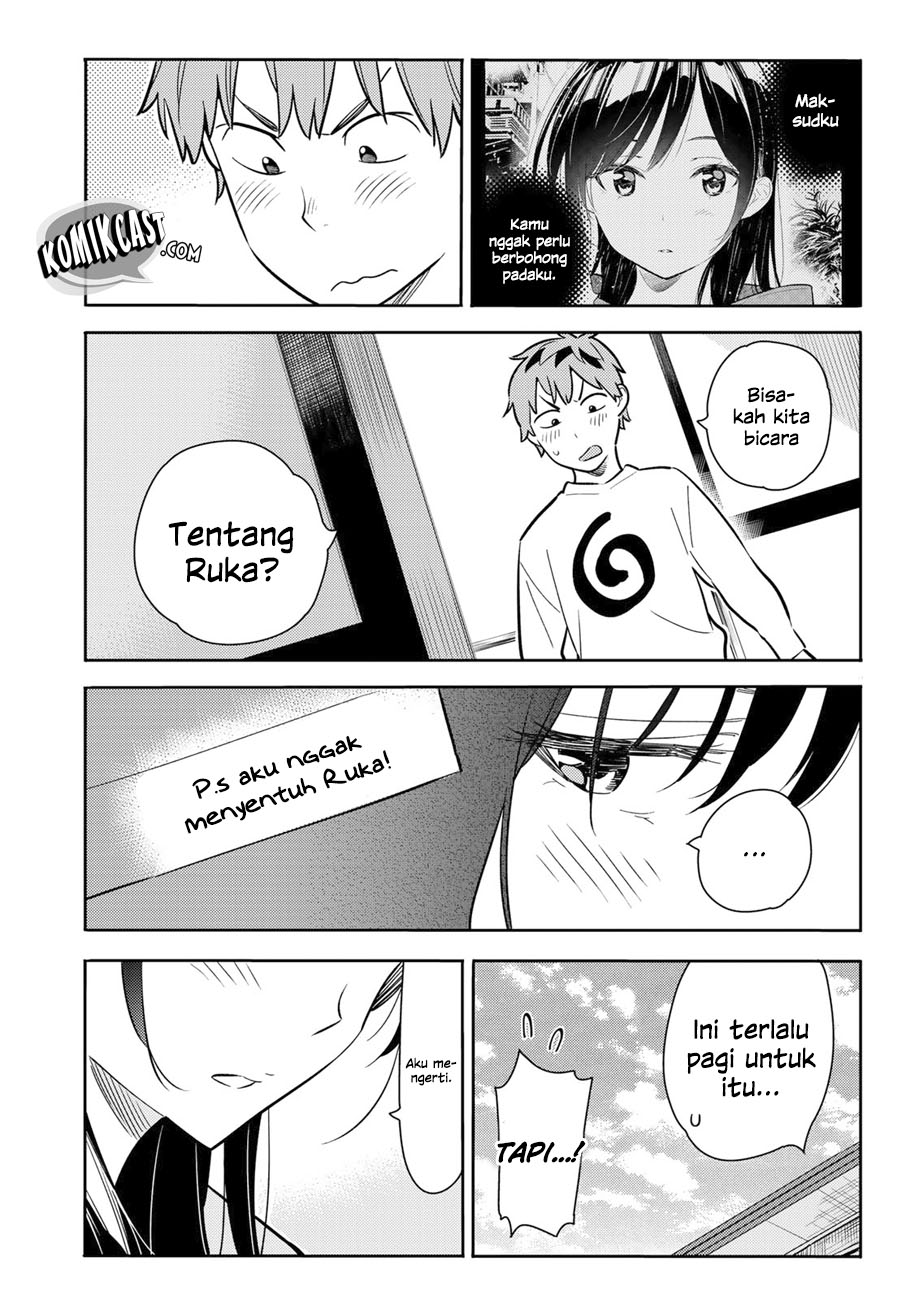 Mak-
sudku
Kamu
nggak perlu
berbohong
padaku.
KOMIKCAST
.COM
Bisa-
kah kita
bicara
Tentang
Ruka?
P.s aku nggak
menyentuh Ruka!
...
Ini terlalu
pagi untuk
itu...
TAPI...!
Aku me-
ngerti.